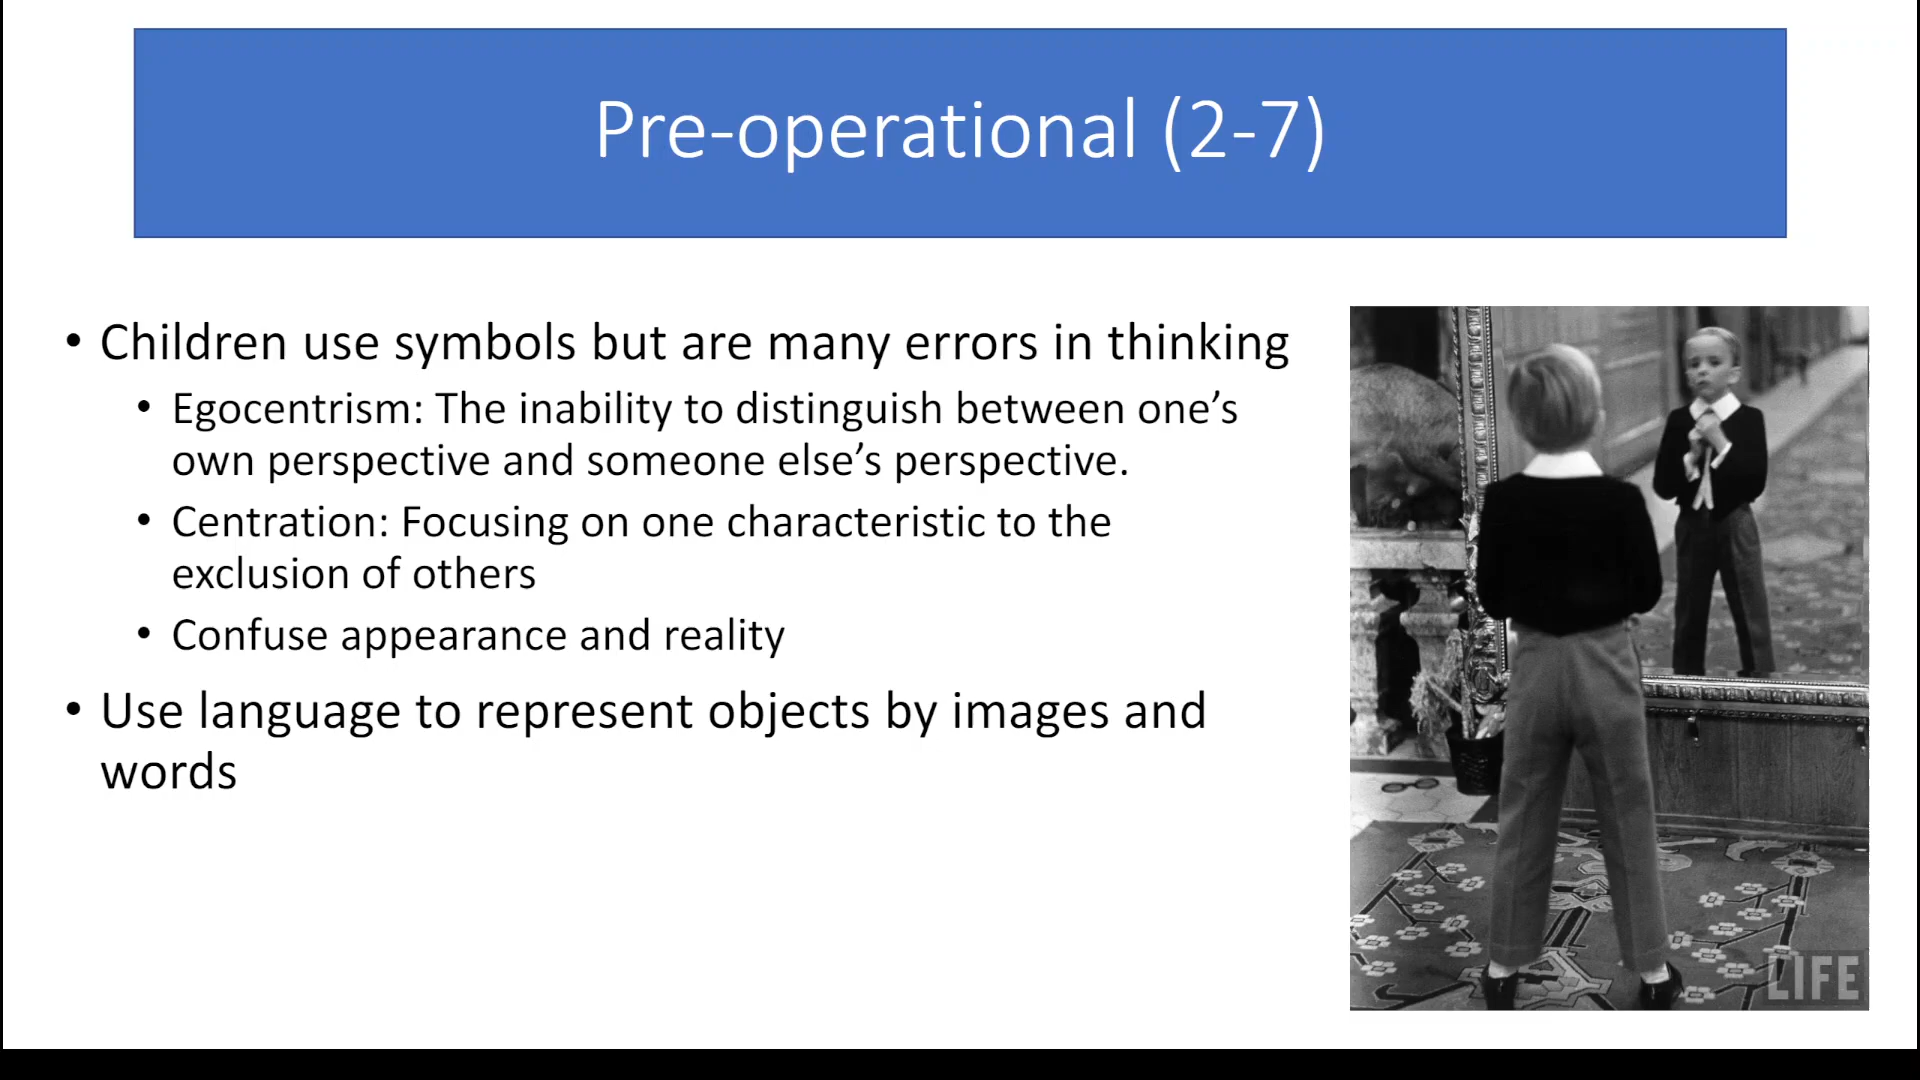 Pre-operational (2-7)
• Children use symbols but are many errors in thinking
• Egocentrism: The inability to distinguish between one’s
own perspective and someone else’s perspective.
• Centration: Focusing on one characteristic to the
exclusion of others
• Confuse appearance and reality
• Use language to represent objects by images and
words
LIFE